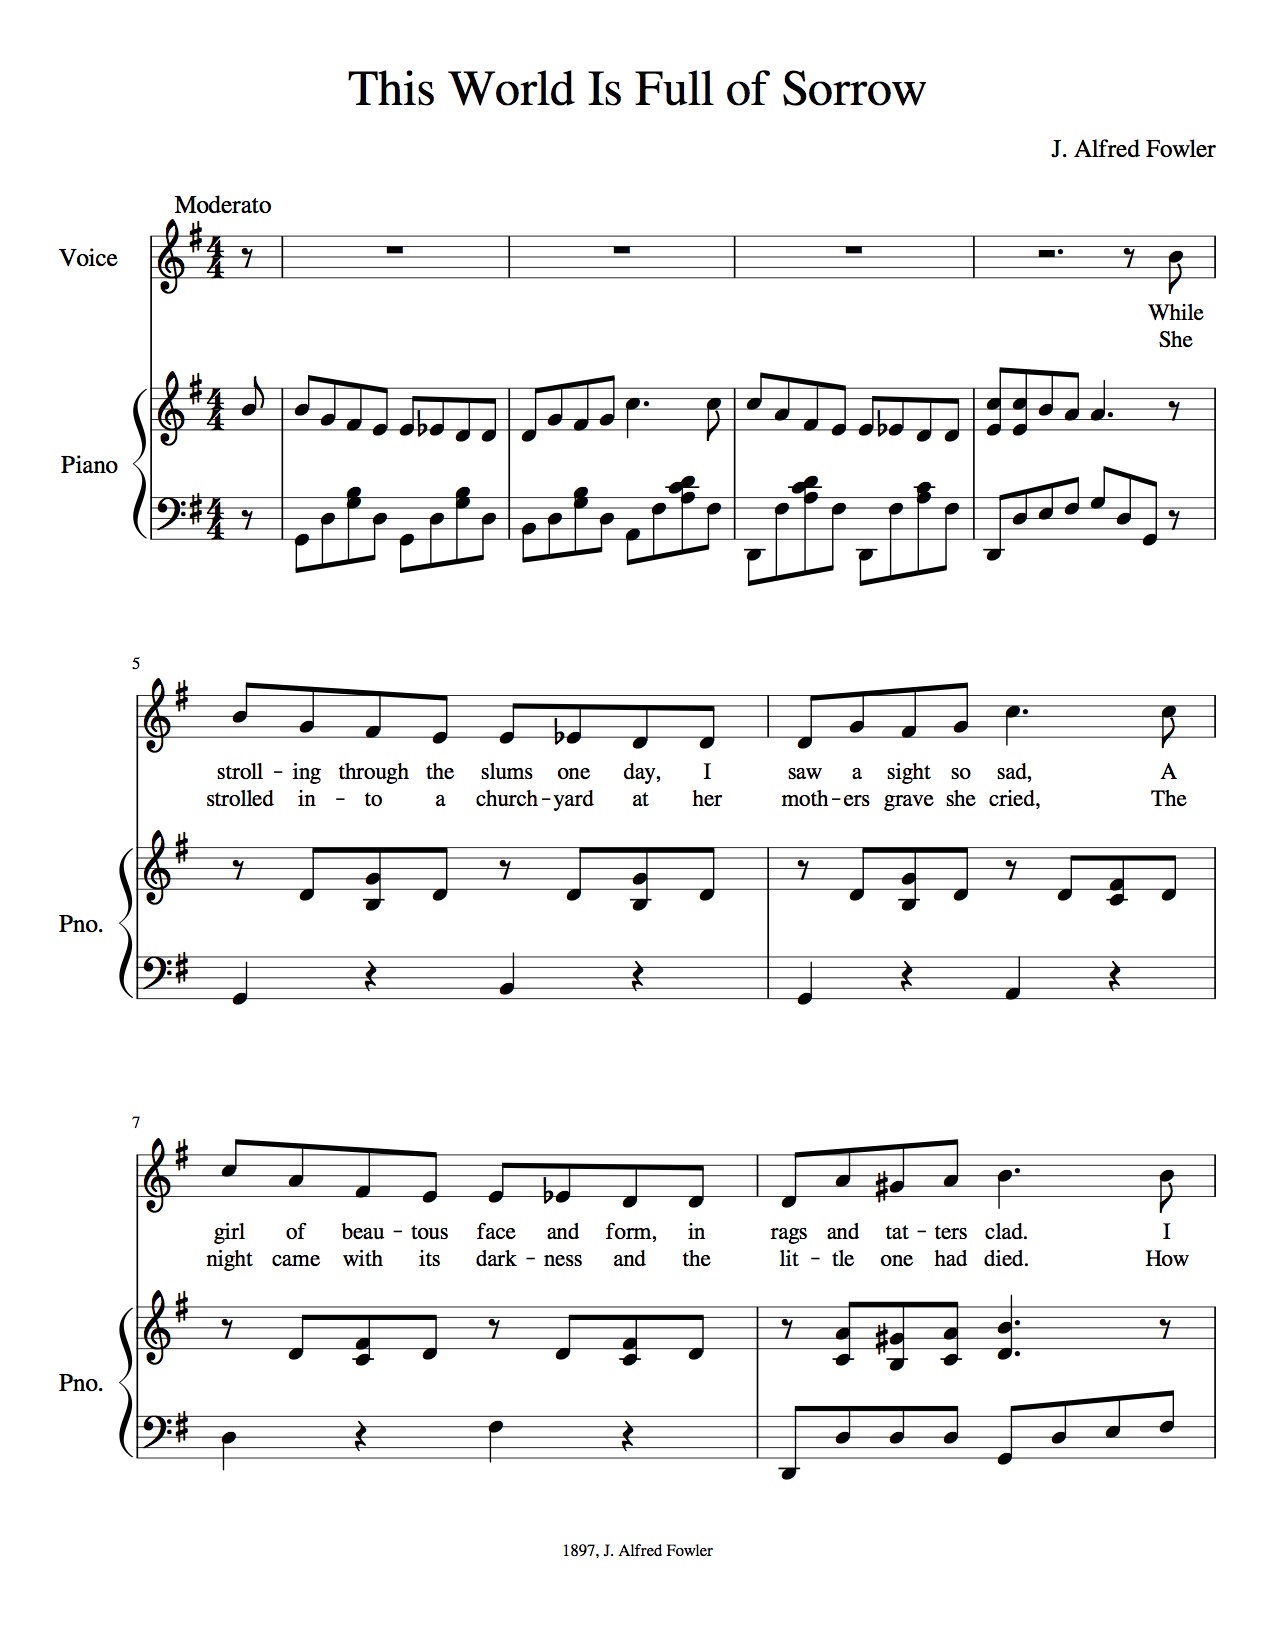 This World Is Full of Sorrow
J. Alfred Fowler
Moderato
Voice
While
She
Piano
5
stroll - ing through the slums one day, I saw a sight so sad, A
strolled in - to a church - yard at her moth - ers grave she cried, The
Pno.
7
girl of beau - tous face and form, in rags and tat - ters clad. I
night came with its dark - ness and the lit - tle one had died. How
Pno.
1897, J. Alfred Fowler